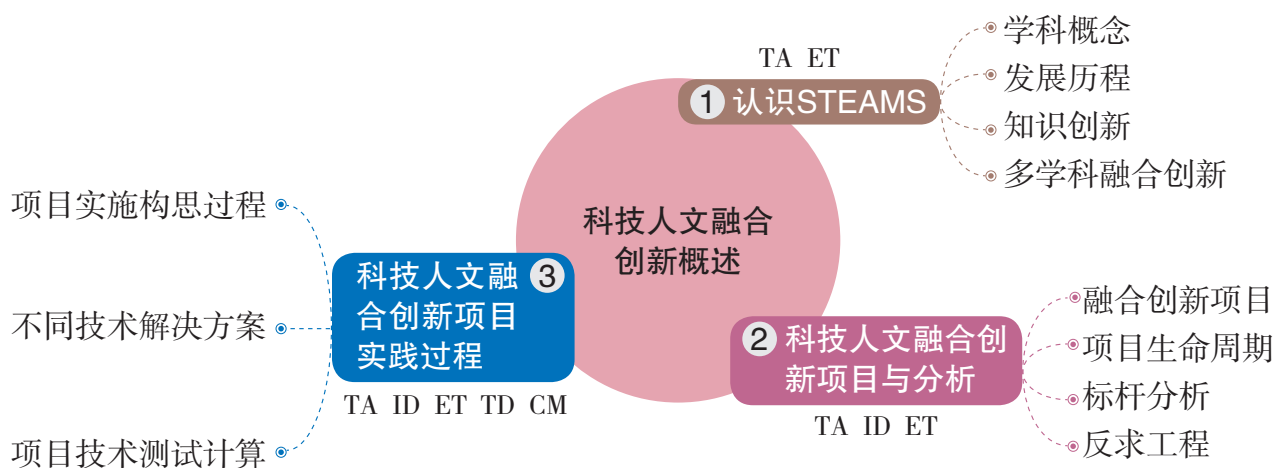 科技人文融合
创新概述
TA ET
1 认识STEAMS
学科概念
发展历程
知识创新
多学科融合创新
2 科技人文融合创
新项目与分析
TA ID ET
融合创新项目
项目生命周期
标杆分析
反求工程
科技人文融 3
合创新项目
实践过程
TA ID ET TD CM
项目实施构思过程
不同技术解决方案
项目技术测试计算